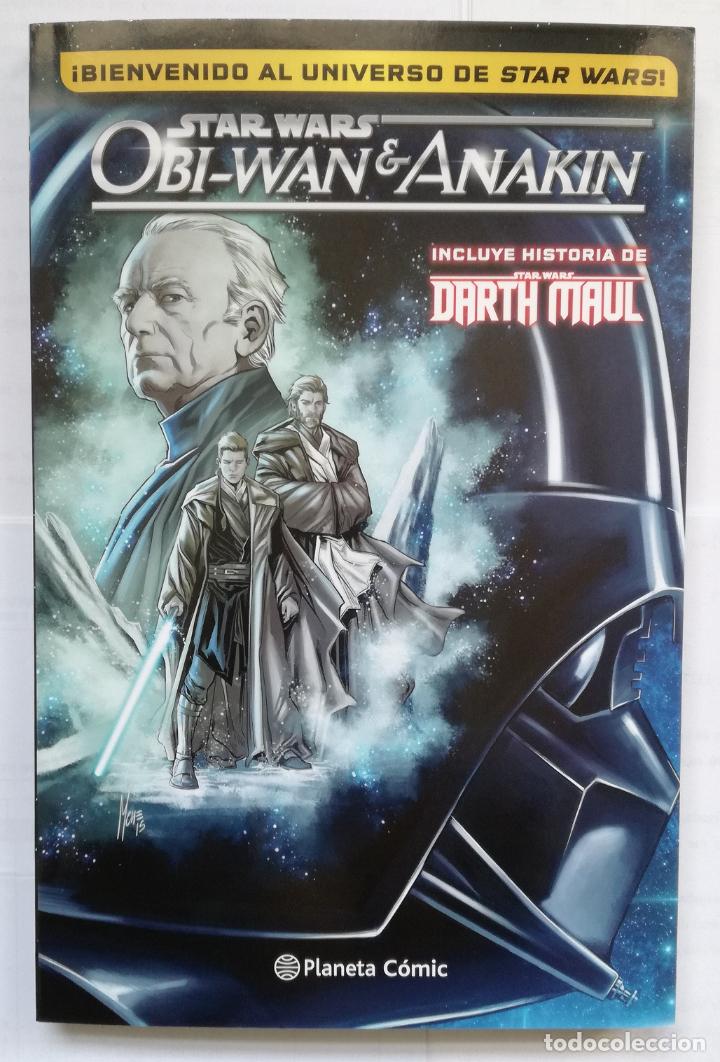 ¡BIENVENIDO AL UNIVERSO DE STAR WARS!
STAR WARS
OBI-WAN & ANAKIN
INCLUYE HISTORIA DE
STAR WARS
DARTH MAUL
Planeta Cómic
todocoleccion